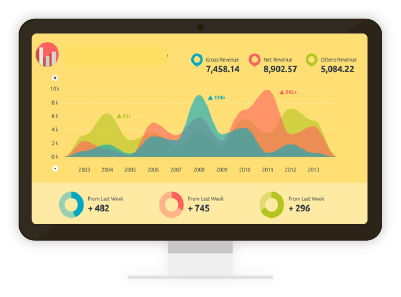 Gross Revenue
7,458.14
Net Revenue
8,902.57
Others Revenue
5,084.22
10 k
8 k
6 k
4 k
2 k
0 k
▲ 174+
▲ 245+
2003 2004 2005 2006 2007 2008 2009 2010 2011 2012 2013
From Last Week
+ 482
From Last Week
+ 745
From Last Week
+ 296